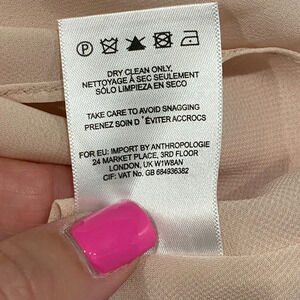 P
DRY CLEAN ONLY,
NETTOYAGE À SEC SEULEMENT
SÓLO LIMPIEZA EN SECO
TAKE CARE TO AVOID SNAGGING
PRENEZ SOIN D'ÉVITER ACCROCS
FOR EU: IMPORT BY ANTHROPOLOGIE
24 MARKET PLACE, 3RD FLOOR
LONDON, UK W1W8AN
CIF: VAT No. GB 684936382